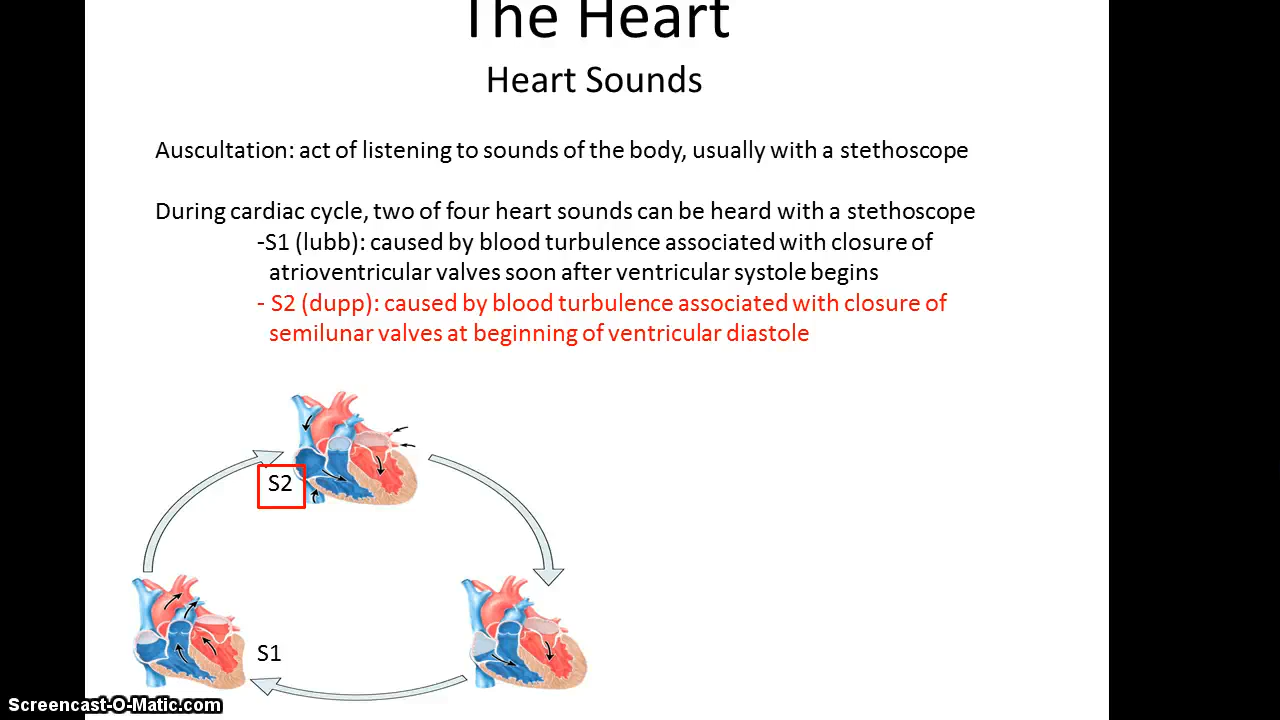 The Heart
Heart Sounds
Auscultation: act of listening to sounds of the body, usually with a stethoscope
During cardiac cycle, two of four heart sounds can be heard with a stethoscope
-S1 (lubb): caused by blood turbulence associated with closure of
atrioventricular valves soon after ventricular systole begins
- S2 (dupp): caused by blood turbulence associated with closure of
semilunar valves at beginning of ventricular diastole
S2
S1
Screencast-O-Matic.com